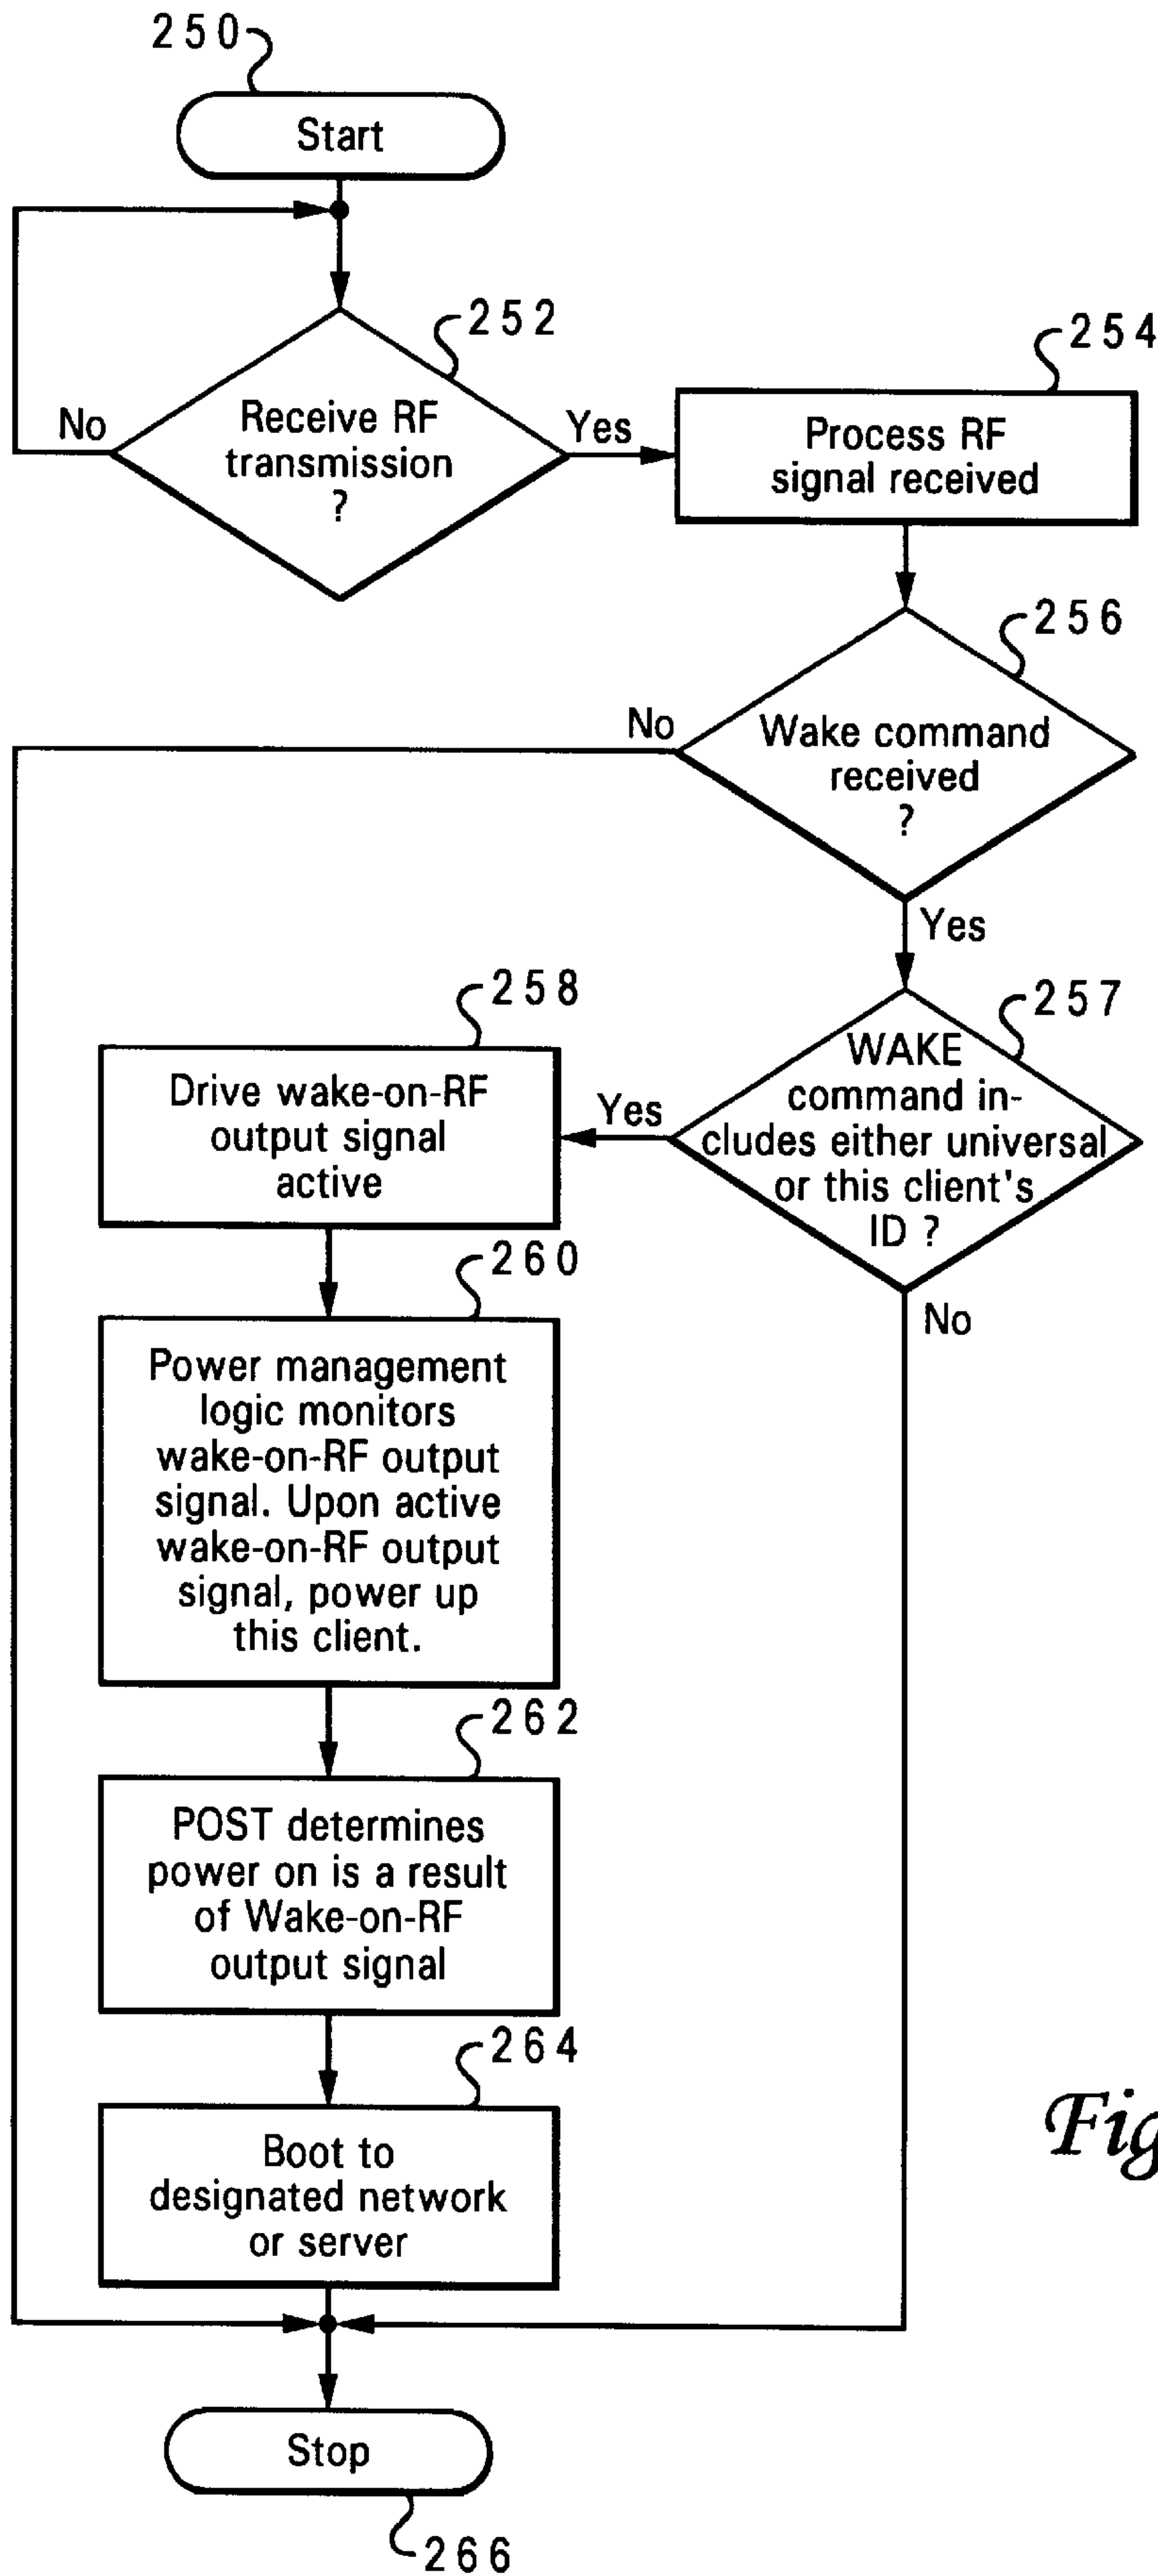 250
Start
252
No
Receive RF
transmission
?
Yes
254
Process RF
signal received
256
No
Wake command
received
?
Yes
257
WAKE
command in-
cludes either universal
or this client's
ID ?
Yes
No
258
Drive wake-on-RF
output signal
active
260
Power management
logic monitors
wake-on-RF output
signal. Upon active
wake-on-RF output
signal, power up
this client.
262
POST determines
power on is a result
of Wake-on-RF
output signal
264
Boot to
designated network
or server
Fig
Stop
266